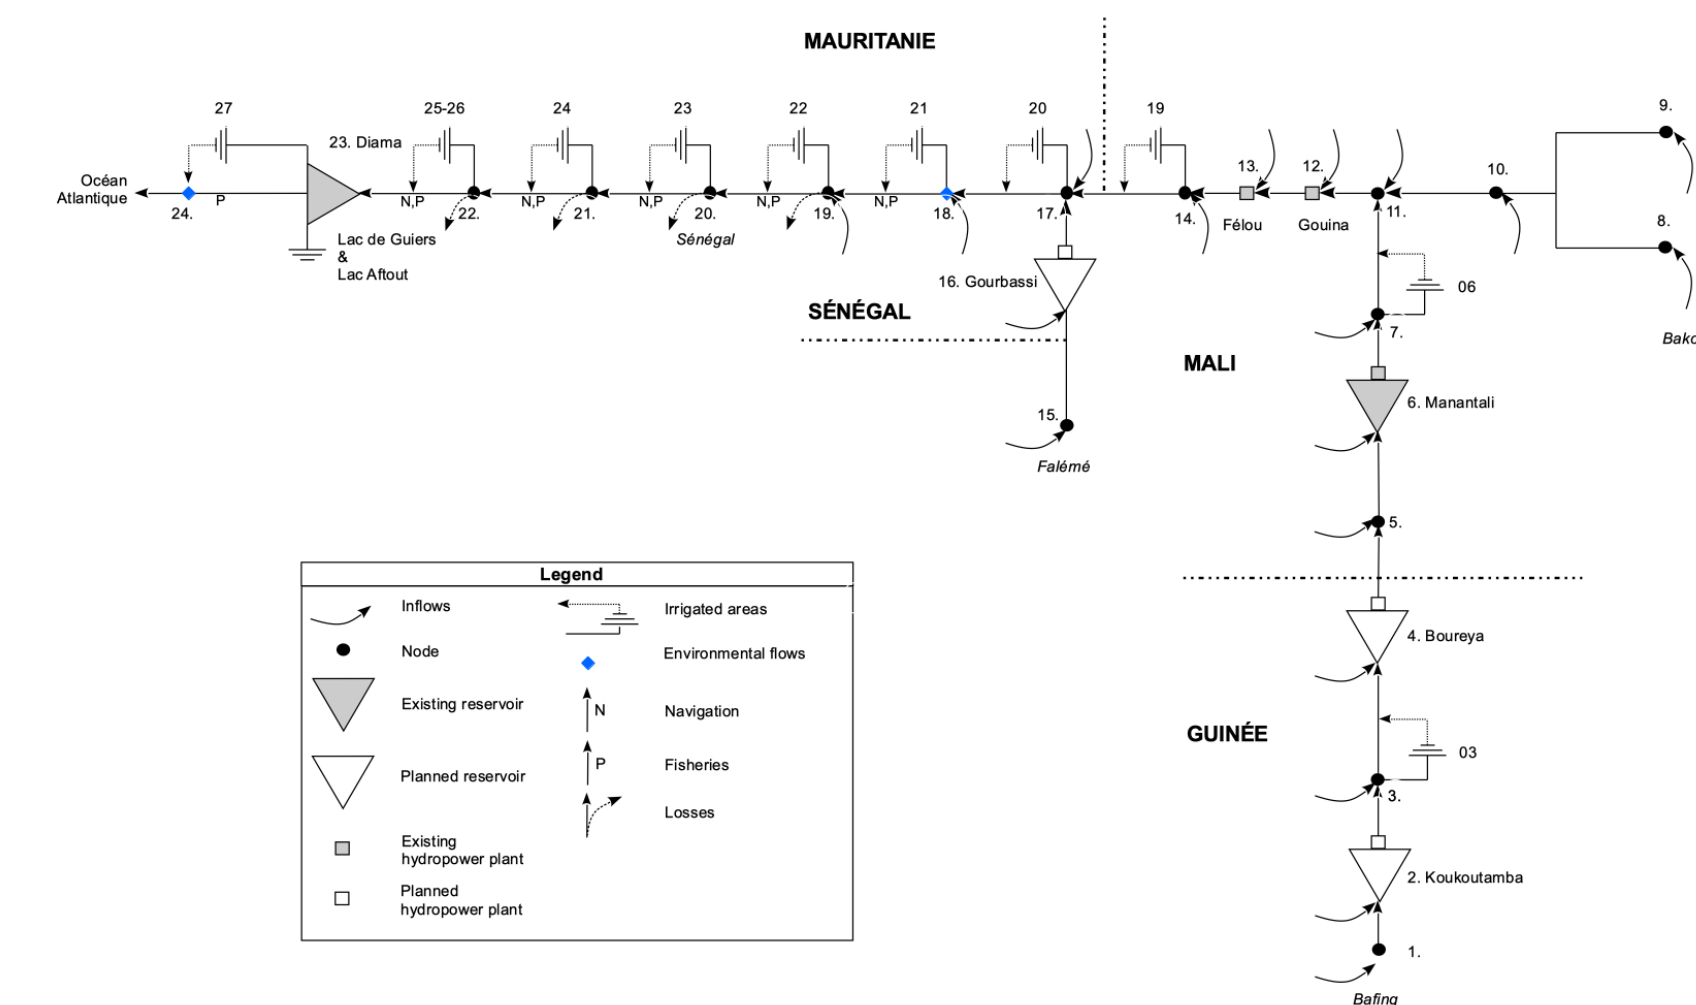 MAURITANIE
27
25-26
24
23
22
21
20
19
9.
23. Diama
13.
12.
10.
Océan
Atlantique
24.
P
N,P
22.
N,P
21.
N,P
20.
N,P
19.
N,P
18.
17.
14.
Félou
Gouina
11.
8.
Lac de Guiers
&
Lac Aftout
Sénégal
16. Gourbassi
06
SÉNÉGAL
7.
Bako
MALI
6. Manantali
15.
Falémé
5.
Legend
Inflows
Irrigated areas
Node
Environmental flows
Existing reservoir
N
Navigation
Planned reservoir
P
Fisheries
Losses
Existing
hydropower plant
Planned
hydropower plant
4. Boureya
GUINÉE
03
3.
2. Koukoutamba
1.
Bafing